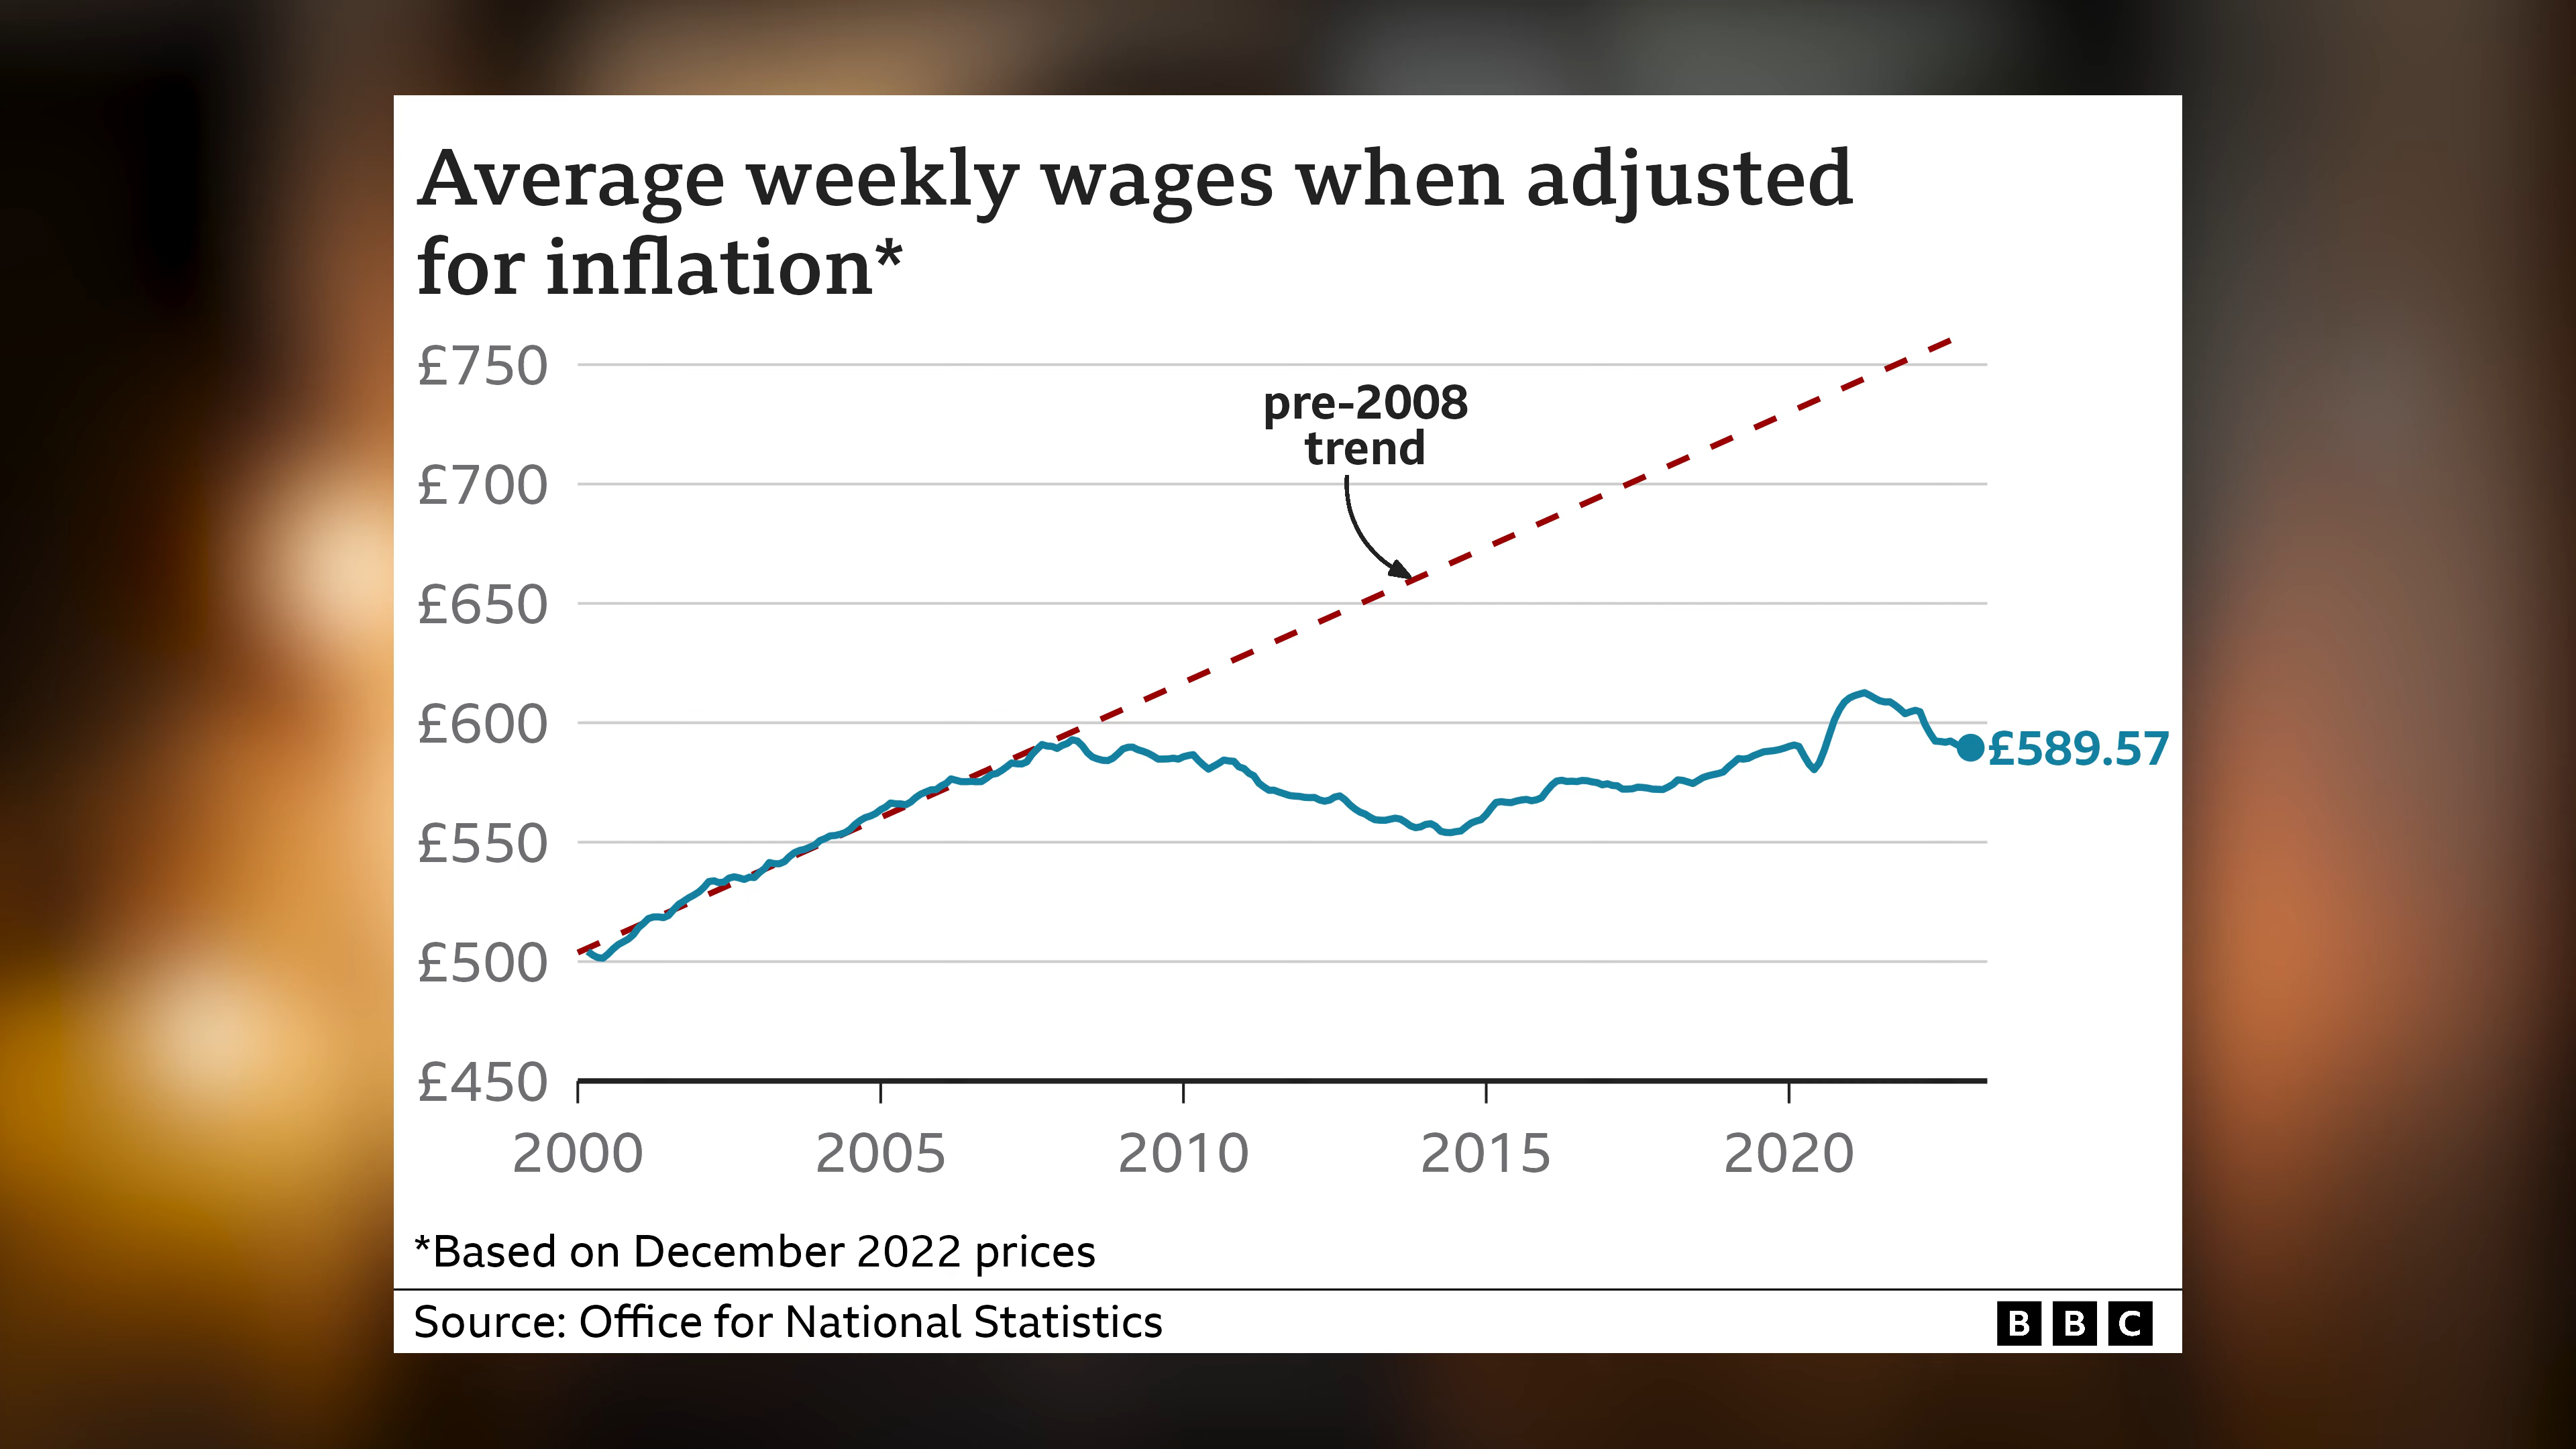 Average weekly wages when adjusted
for inflation*
£750
pre-2008
trend
£700
£650
£600
£589.57
£550
£500
£450
2000 2005 2010 2015 2020
*Based on December 2022 prices
Source: Office for National Statistics
BBC